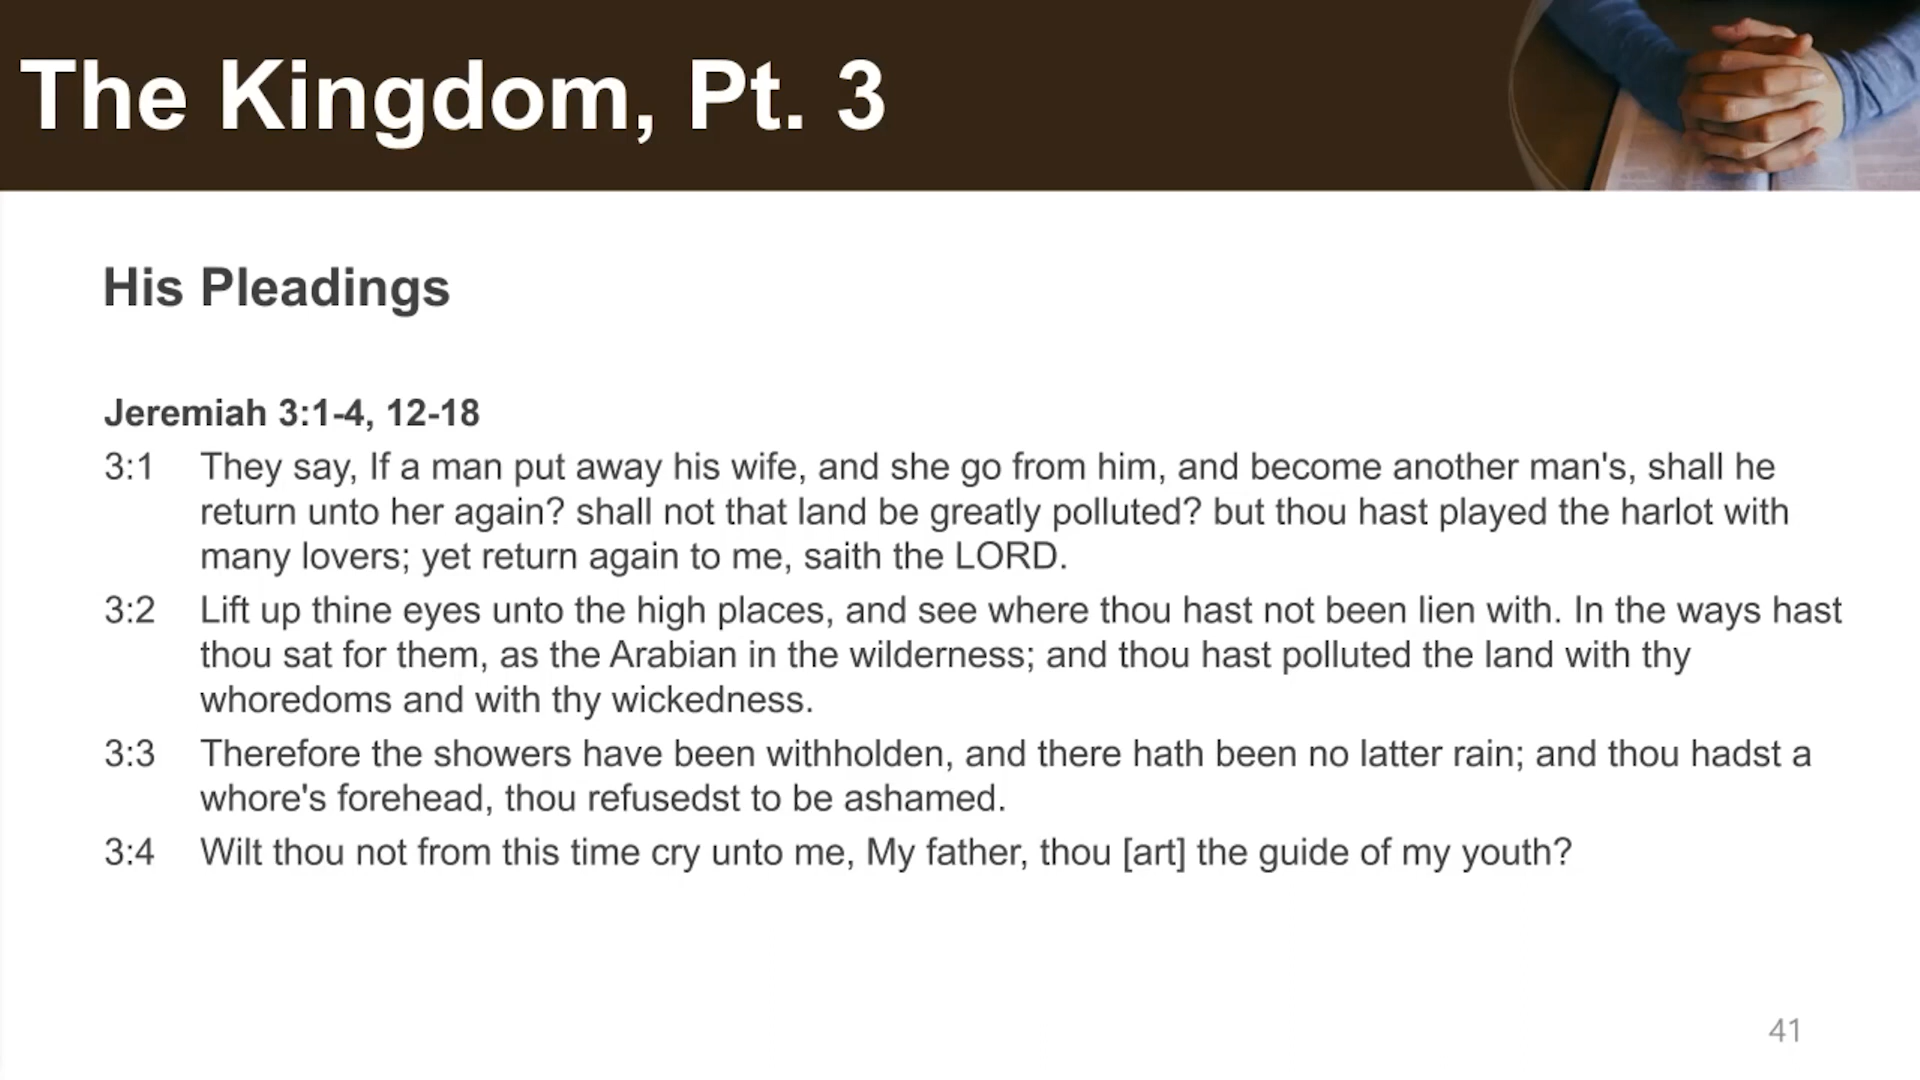 The Kingdom, Pt. 3
His Pleadings
Jeremiah 3:1-4, 12-18
3:1 They say, If a man put away his wife, and she go from him, and become another man's, shall he
return unto her again? shall not that land be greatly polluted? but thou hast played the harlot with
many lovers; yet return again to me, saith the LORD.
3:2 Lift up thine eyes unto the high places, and see where thou hast not been lien with. In the ways hast
thou sat for them, as the Arabian in the wilderness; and thou hast polluted the land with thy
whoredoms and with thy wickedness.
3:3 Therefore the showers have been withholden, and there hath been no latter rain; and thou hadst a
whore's forehead, thou refusedst to be ashamed.
3:4 Wilt thou not from this time cry unto me, My father, thou [art] the guide of my youth?
41